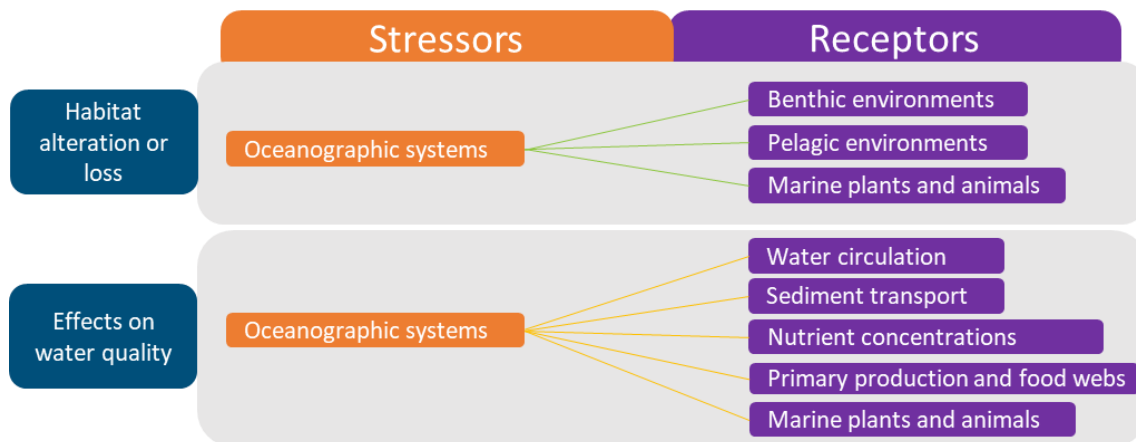 Stressors
Receptors
Habitat
alteration or
loss
Oceanographic systems
Benthic environments
Pelagic environments
Marine plants and animals
Effects on
water quality
Oceanographic systems
Water circulation
Sediment transport
Nutrient concentrations
Primary production and food webs
Marine plants and animals